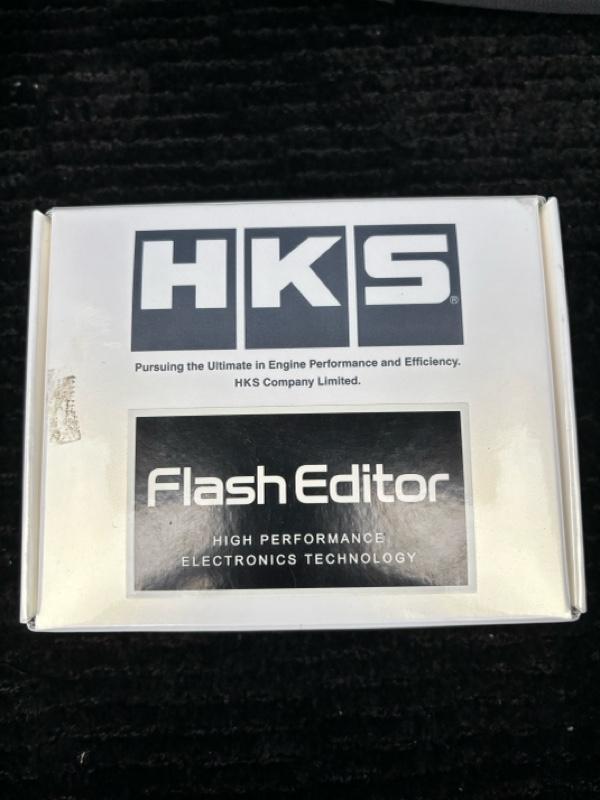 HKS®
Pursuing the Ultimate in Engine Performance and Efficiency.
HKS Company Limited.
Flash Editor
HIGH PERFORMANCE
ELECTRONICS TECHNOLOGY